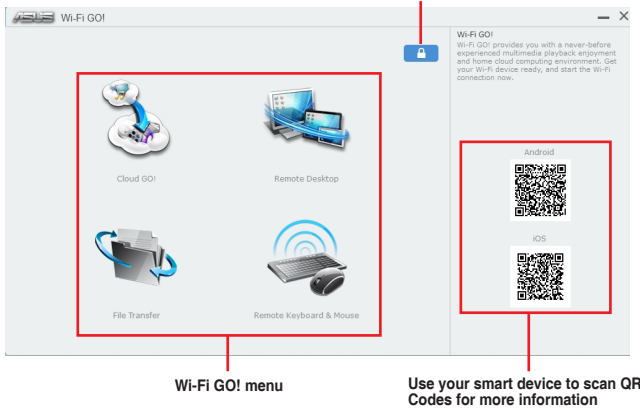 ASUS Wi-Fi GO!
Wi-Fi GO!
Wi-Fi GO! provides you with a never-before
experienced multimedia playback enjoyment
and home cloud computing environment. Get
your Wi-Fi device ready, and start the Wi-Fi
connection now.
Cloud GO!
Remote Desktop
File Transfer
Remote Keyboard & Mouse
Android
iOS
Wi-Fi GO! menu
Use your smart device to scan QR
Codes for more information